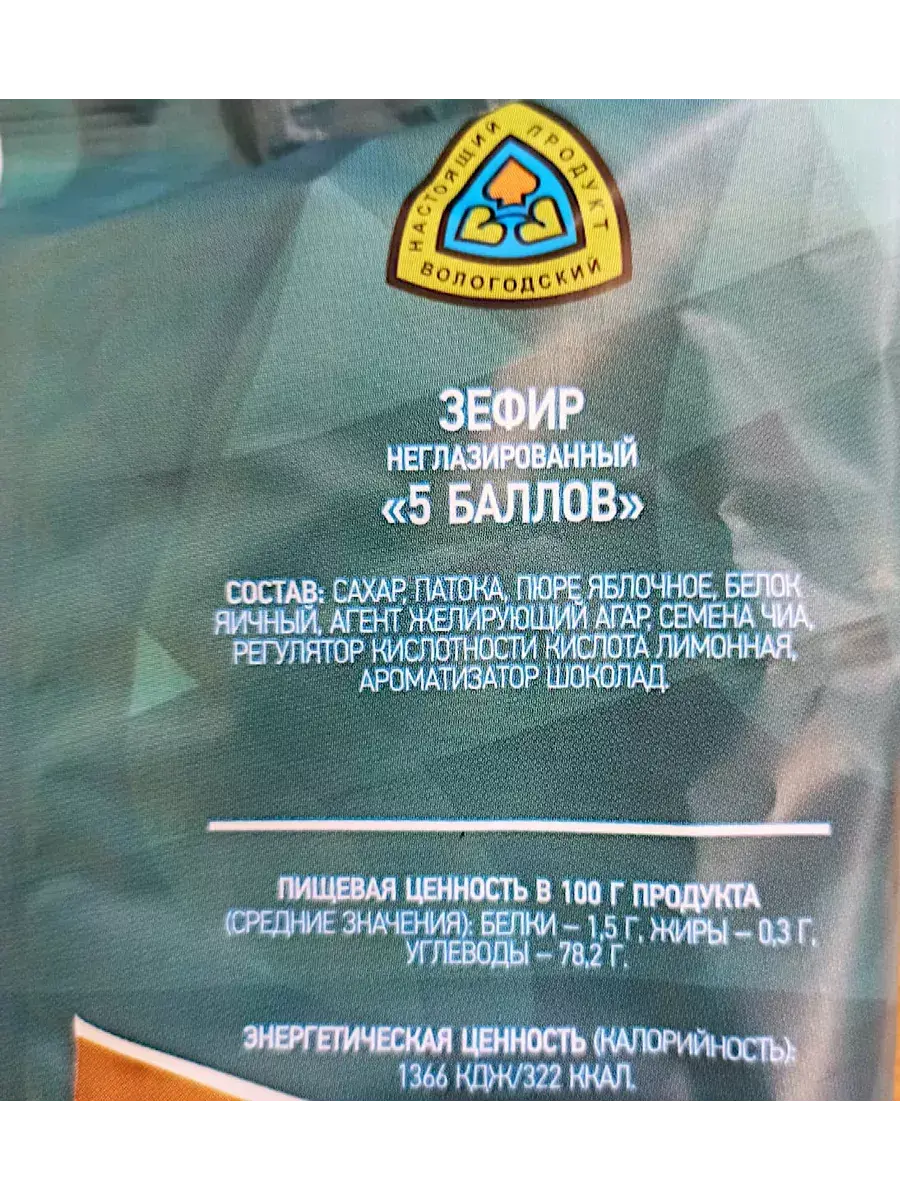 НАСТОЯЩИЙ ПРОДУКТ
ВОЛОГОДСКИЙ
ЗЕФИР
НЕГЛАЗИРОВАННЫЙ
«5 БАЛЛОВ»
СОСТАВ: САХАР, ПАТОКА, ПЮРЕ ЯБЛОЧНОЕ, БЕЛОК
ЯИЧНЫЙ, АГЕНТ ЖЕЛИРУЮЩИЙ АГАР, СЕМЕНА ЧИА,
РЕГУЛЯТОР КИСЛОТНОСТИ КИСЛОТА ЛИМОННАЯ,
АРОМАТИЗАТОР ШОКОЛАД.
ПИЩЕВАЯ ЦЕННОСТЬ В 100 Г ПРОДУКТА
(СРЕДНИЕ ЗНАЧЕНИЯ): БЕЛКИ – 1,5 Г, ЖИРЫ – 0,3 Г,
УГЛЕВОДЫ – 78,2 Г.
ЭНЕРГЕТИЧЕСКАЯ ЦЕННОСТЬ (КАЛОРИЙНОСТЬ):
1366 КДЖ/322 ККАЛ.